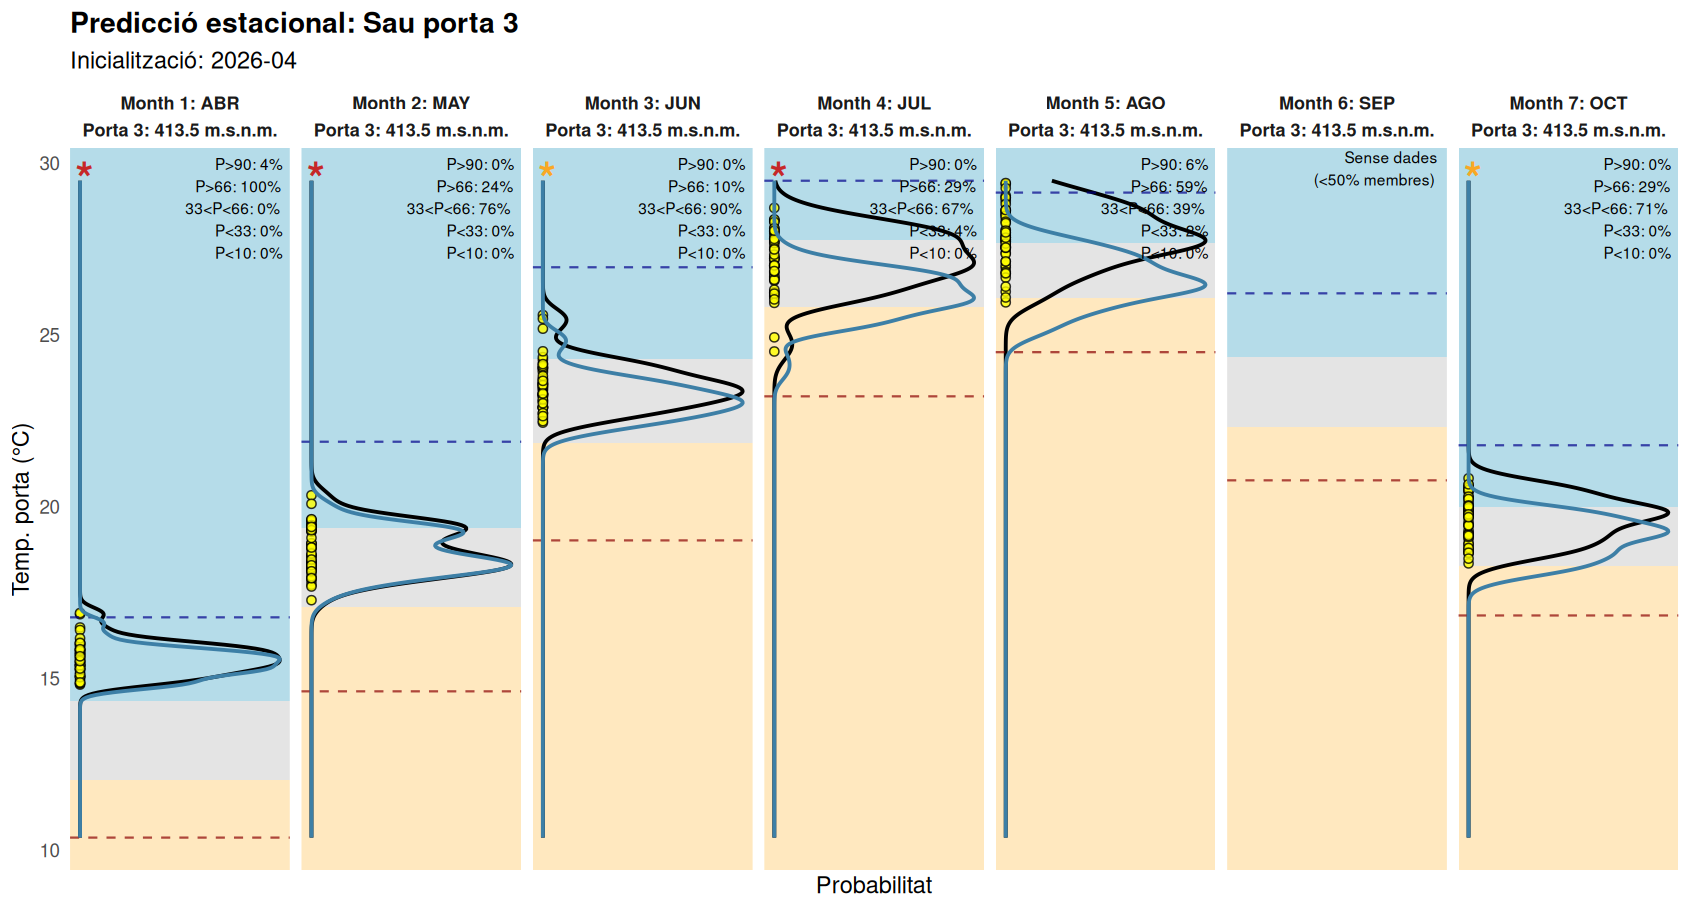 Predicció estacional: Sau porta 3
Inicialització: 2026-04
Month 1: ABR
Porta 3: 413.5 m.s.n.m.
Month 2: MAY
Porta 3: 413.5 m.s.n.m.
Month 3: JUN
Porta 3: 413.5 m.s.n.m.
Month 4: JUL
Porta 3: 413.5 m.s.n.m.
Month 5: AGO
Porta 3: 413.5 m.s.n.m.
Month 6: SEP
Porta 3: 413.5 m.s.n.m.
Month 7: OCT
Porta 3: 413.5 m.s.n.m.
Temp. porta (°C)
30
25
20
15
10
*
P>90: 4%
P>66: 100%
33<P<66: 0%
P<33: 0%
P<10: 0%
*
P>90: 0%
P>66: 24%
33<P<66: 76%
P<33: 0%
P<10: 0%
*
P>90: 0%
P>66: 10%
33<P<66: 90%
P<33: 0%
P<10: 0%
*
P>90: 0%
P>66: 29%
33<P<66: 67%
P<33: 4%
P<10: 0%
P>90: 6%
P>66: 59%
33<P<66: 39%
P<33: 2%
P<10: 0%
Sense dades
(<50% membres)
*
P>90: 0%
P>66: 29%
33<P<66: 71%
P<33: 0%
P<10: 0%
Probabilitat